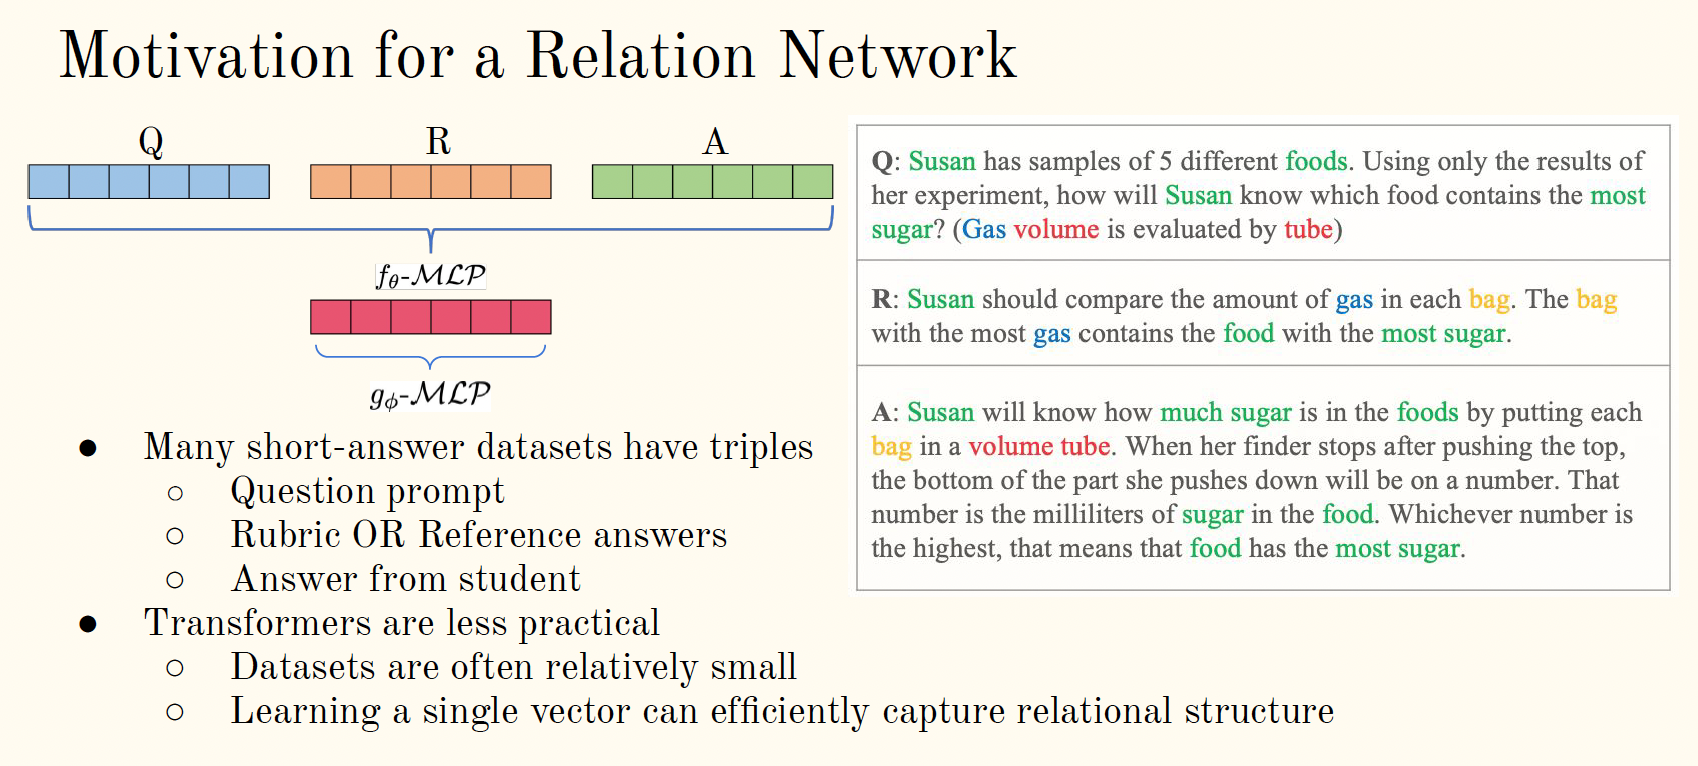 Motivation for a Relation Network
Q
R
A
fθ-MLP
gϕ-MLP
● Many short-answer datasets have triples
○ Question prompt
○ Rubric OR Reference answers
○ Answer from student
● Transformers are less practical
○ Datasets are often relatively small
○ Learning a single vector can efficiently capture relational structure
Q: Susan has samples of 5 different foods. Using only the results of
her experiment, how will Susan know which food contains the most
sugar? (Gas volume is evaluated by tube)
R: Susan should compare the amount of gas in each bag. The bag
with the most gas contains the food with the most sugar.
A: Susan will know how much sugar is in the foods by putting each
bag in a volume tube. When her finder stops after pushing the top,
the bottom of the part she pushes down will be on a number. That
number is the milliliters of sugar in the food. Whichever number is
the highest, that means that food has the most sugar.